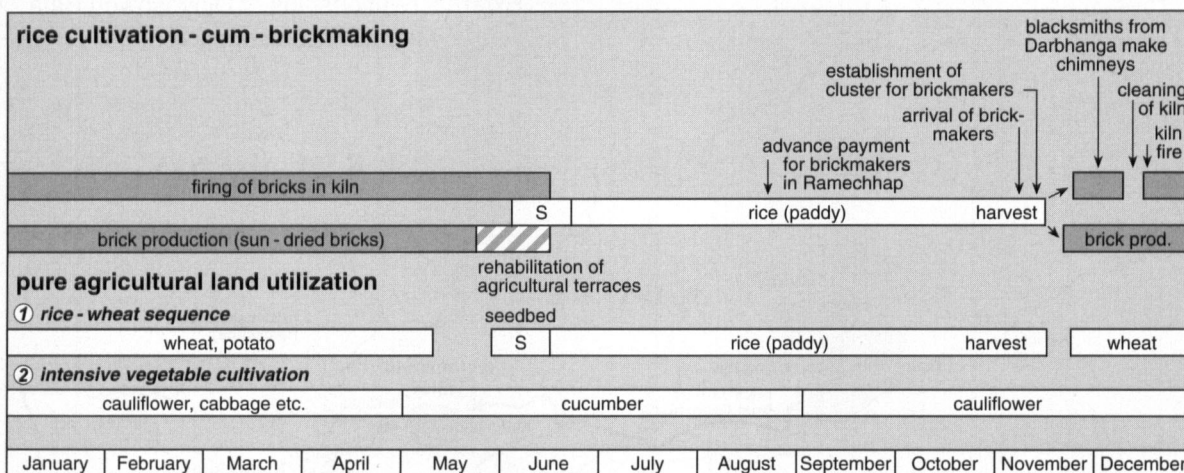 rice cultivation - cum - brickmaking
blacksmiths from
Darbhanga make
chimneys
establishment of
cluster for brickmakers
cleaning
of kiln
arrival of brick-
makers
kiln
fire
advance payment
for brickmakers
in Ramechhap
firing of bricks in kiln
S
rice (paddy)
harvest
brick production (sun - dried bricks)
brick prod.
rehabilitation of
agricultural terraces
pure agricultural land utilization
1 rice - wheat sequence
seedbed
wheat, potato
S
rice (paddy)
harvest
wheat
2 intensive vegetable cultivation
cauliflower, cabbage etc.
cucumber
cauliflower
January February March April May June July August September October November December